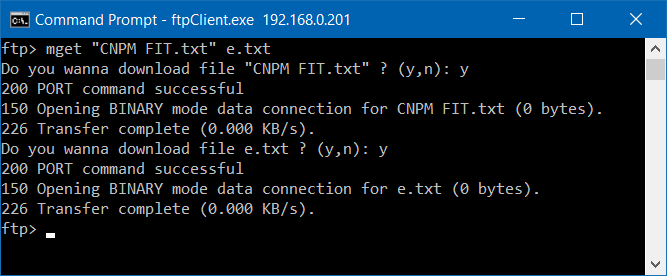 Command Prompt - ftpClient.exe 192.168.0.201
ftp> mget "CNPM FIT.txt" e.txt
Do you wanna download file "CNPM FIT.txt" ? (y,n): y
200 PORT command successful
150 Opening BINARY mode data connection for CNPM FIT.txt (0 bytes).
226 Transfer complete (0.000 KB/s).
Do you wanna download file e.txt ? (y,n): y
200 PORT command successful
150 Opening BINARY mode data connection for e.txt (0 bytes).
226 Transfer complete (0.000 KB/s).
ftp>